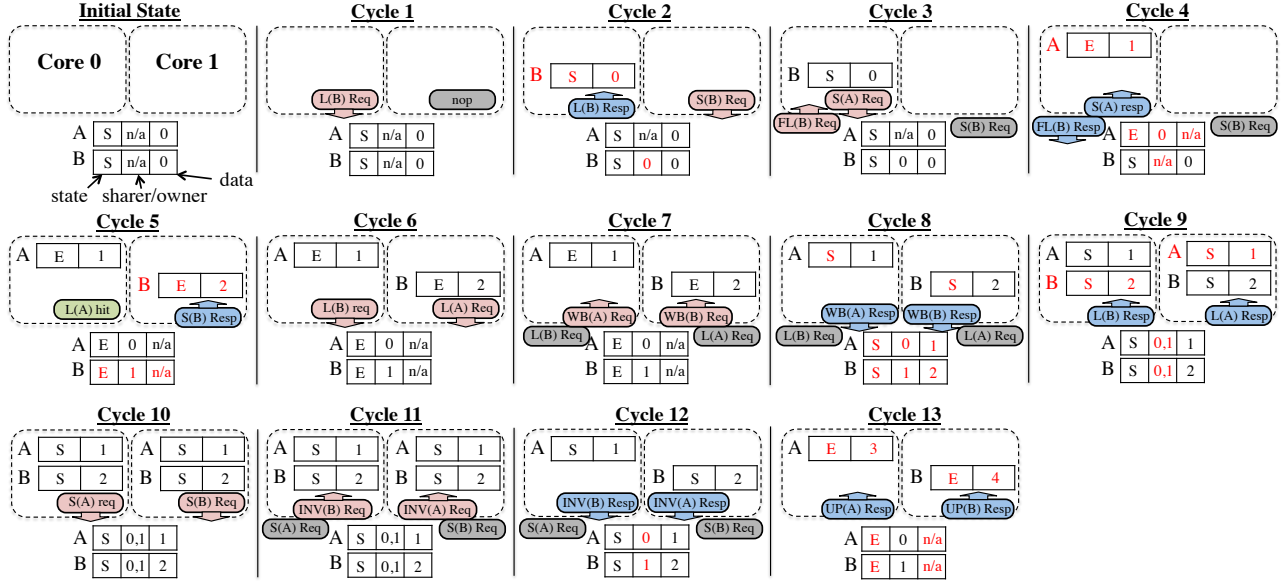 Initial State
Core 0 Core 1
A S n/a 0
B S n/a 0
state sharer/owner data
Cycle 1
L(B) Req nop
A S n/a 0
B S n/a 0
Cycle 2
B S 0
L(B) Req S(B) Req
A S n/a 0
B S 0 0
Cycle 3
B S 0
S(A) Req
FL(B) Req
S(B) Req
A S n/a 0
B S 0 0
Cycle 4
A E 1
S(A) resp
FL(B) Resp
S(B) Req
A E 0 n/a
B S n/a 0
Cycle 5
A E 1
B E 2
L(A) hit S(B) Resp
A E 0 n/a
B E 1 n/a
Cycle 6
A E 1
B E 2
L(B) req L(A) Req
A E 0 n/a
B E 1 n/a
Cycle 7
A E 1
B E 2
WB(A) Req WB(B) Req
L(B) Req L(A) Req
A E 0 n/a
B E 1 n/a
Cycle 8
A S 1
B S 2
WB(A) Resp WB(B) Resp
L(B) Req L(A) Req
A S 0 1
B S 1 2
Cycle 9
A S 1 A S 1
B S 2 B S 2
L(B) Req L(A) Resp
A S 0,1 1
B S 0,1 2
Cycle 10
A S 1 A S 1
B S 2 B S 2
S(A) req S(B) Req
A S 0,1 1
B S 0,1 2
Cycle 11
A S 1 A S 1
B S 2 B S 2
INV(B) Req INV(A) Req
S(A) Req S(B) Req
A S 0,1 1
B S 0,1 2
Cycle 12
A S 1
B S 2
INV(B) Resp INV(A) Resp
S(A) Req S(B) Req
A S 0 1
B S 1 2
Cycle 13
A E 3
B E 4
UP(A) Resp UP(B) Resp
A E 0 n/a
B E 1 n/a